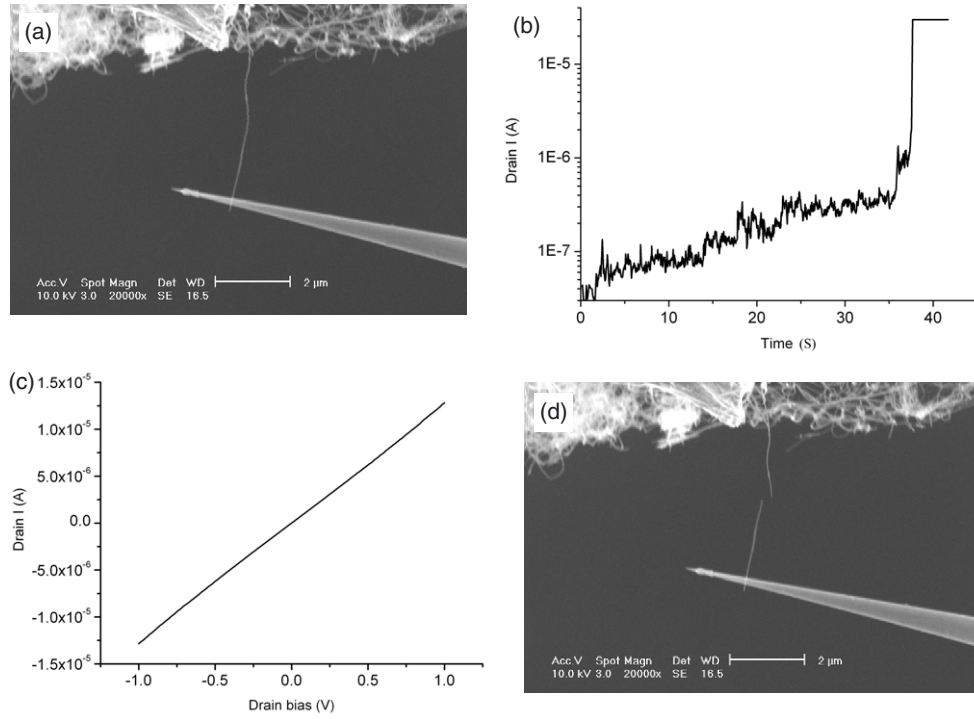 (a)
Acc.V Spot Magn Det WD
10.0 kV 3.0 20000x SE 16.5 2 µm
(b)
Drain I (A)
1E-5
1E-6
1E-7
0 10 20 30 40
Time (S)
(c)
Drain I (A)
1.5x10⁻⁵
1.0x10⁻⁵
5.0x10⁻⁶
0.0
-5.0x10⁻⁶
-1.0x10⁻⁵
-1.5x10⁻⁵
-1.0 -0.5 0.0 0.5 1.0
Drain bias (V)
(d)
Acc.V Spot Magn Det WD
10.0 kV 3.0 20000x SE 16.5 2 µm